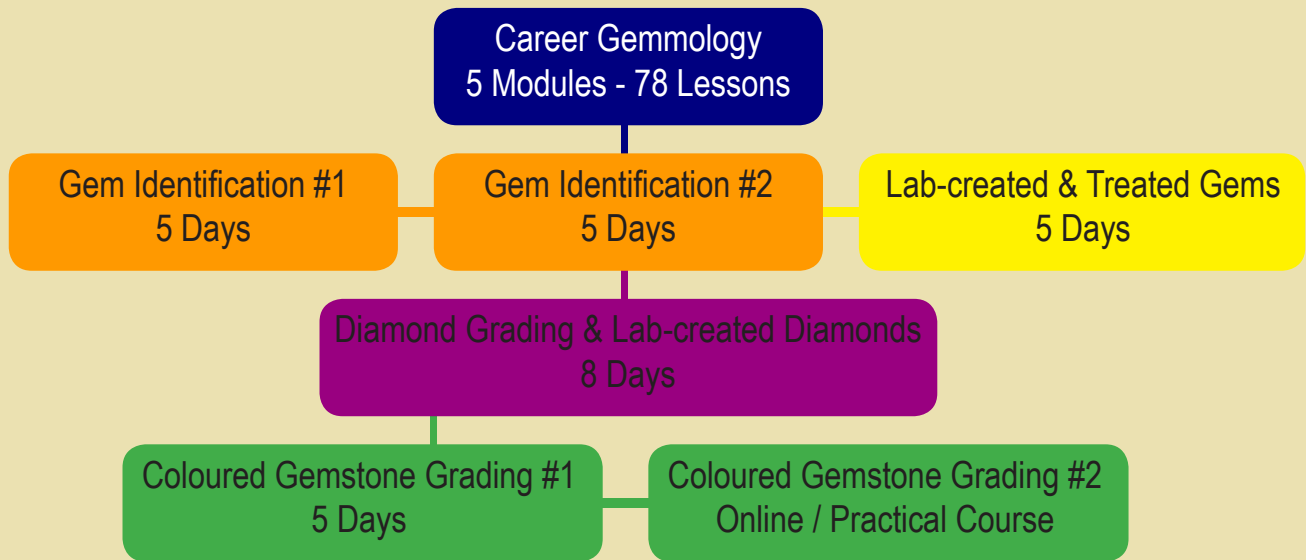 Career Gemmology
5 Modules - 78 Lessons
Gem Identification #1
5 Days
Gem Identification #2
5 Days
Lab-created & Treated Gems
5 Days
Diamond Grading & Lab-created Diamonds
8 Days
Coloured Gemstone Grading #1
5 Days
Coloured Gemstone Grading #2
Online / Practical Course